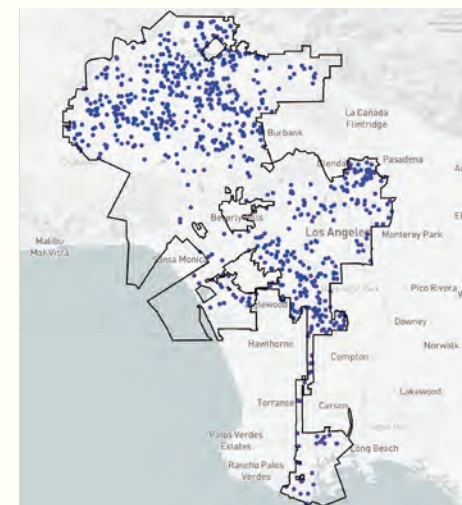 La Cañada
Flintridge
Burbank
Glendal
Pasadena
Beverly Hills
Los Angeles
Monterey Park
Malibu
Mar Vista
Santa Monica
Pico Rivera
Inglewood
Downey
Hawthorne
Norwalk
Compton
Lakewood
Torrance
Carson
Palos Verdes
Estates
Long Beach
Rancho Palos
Verdes